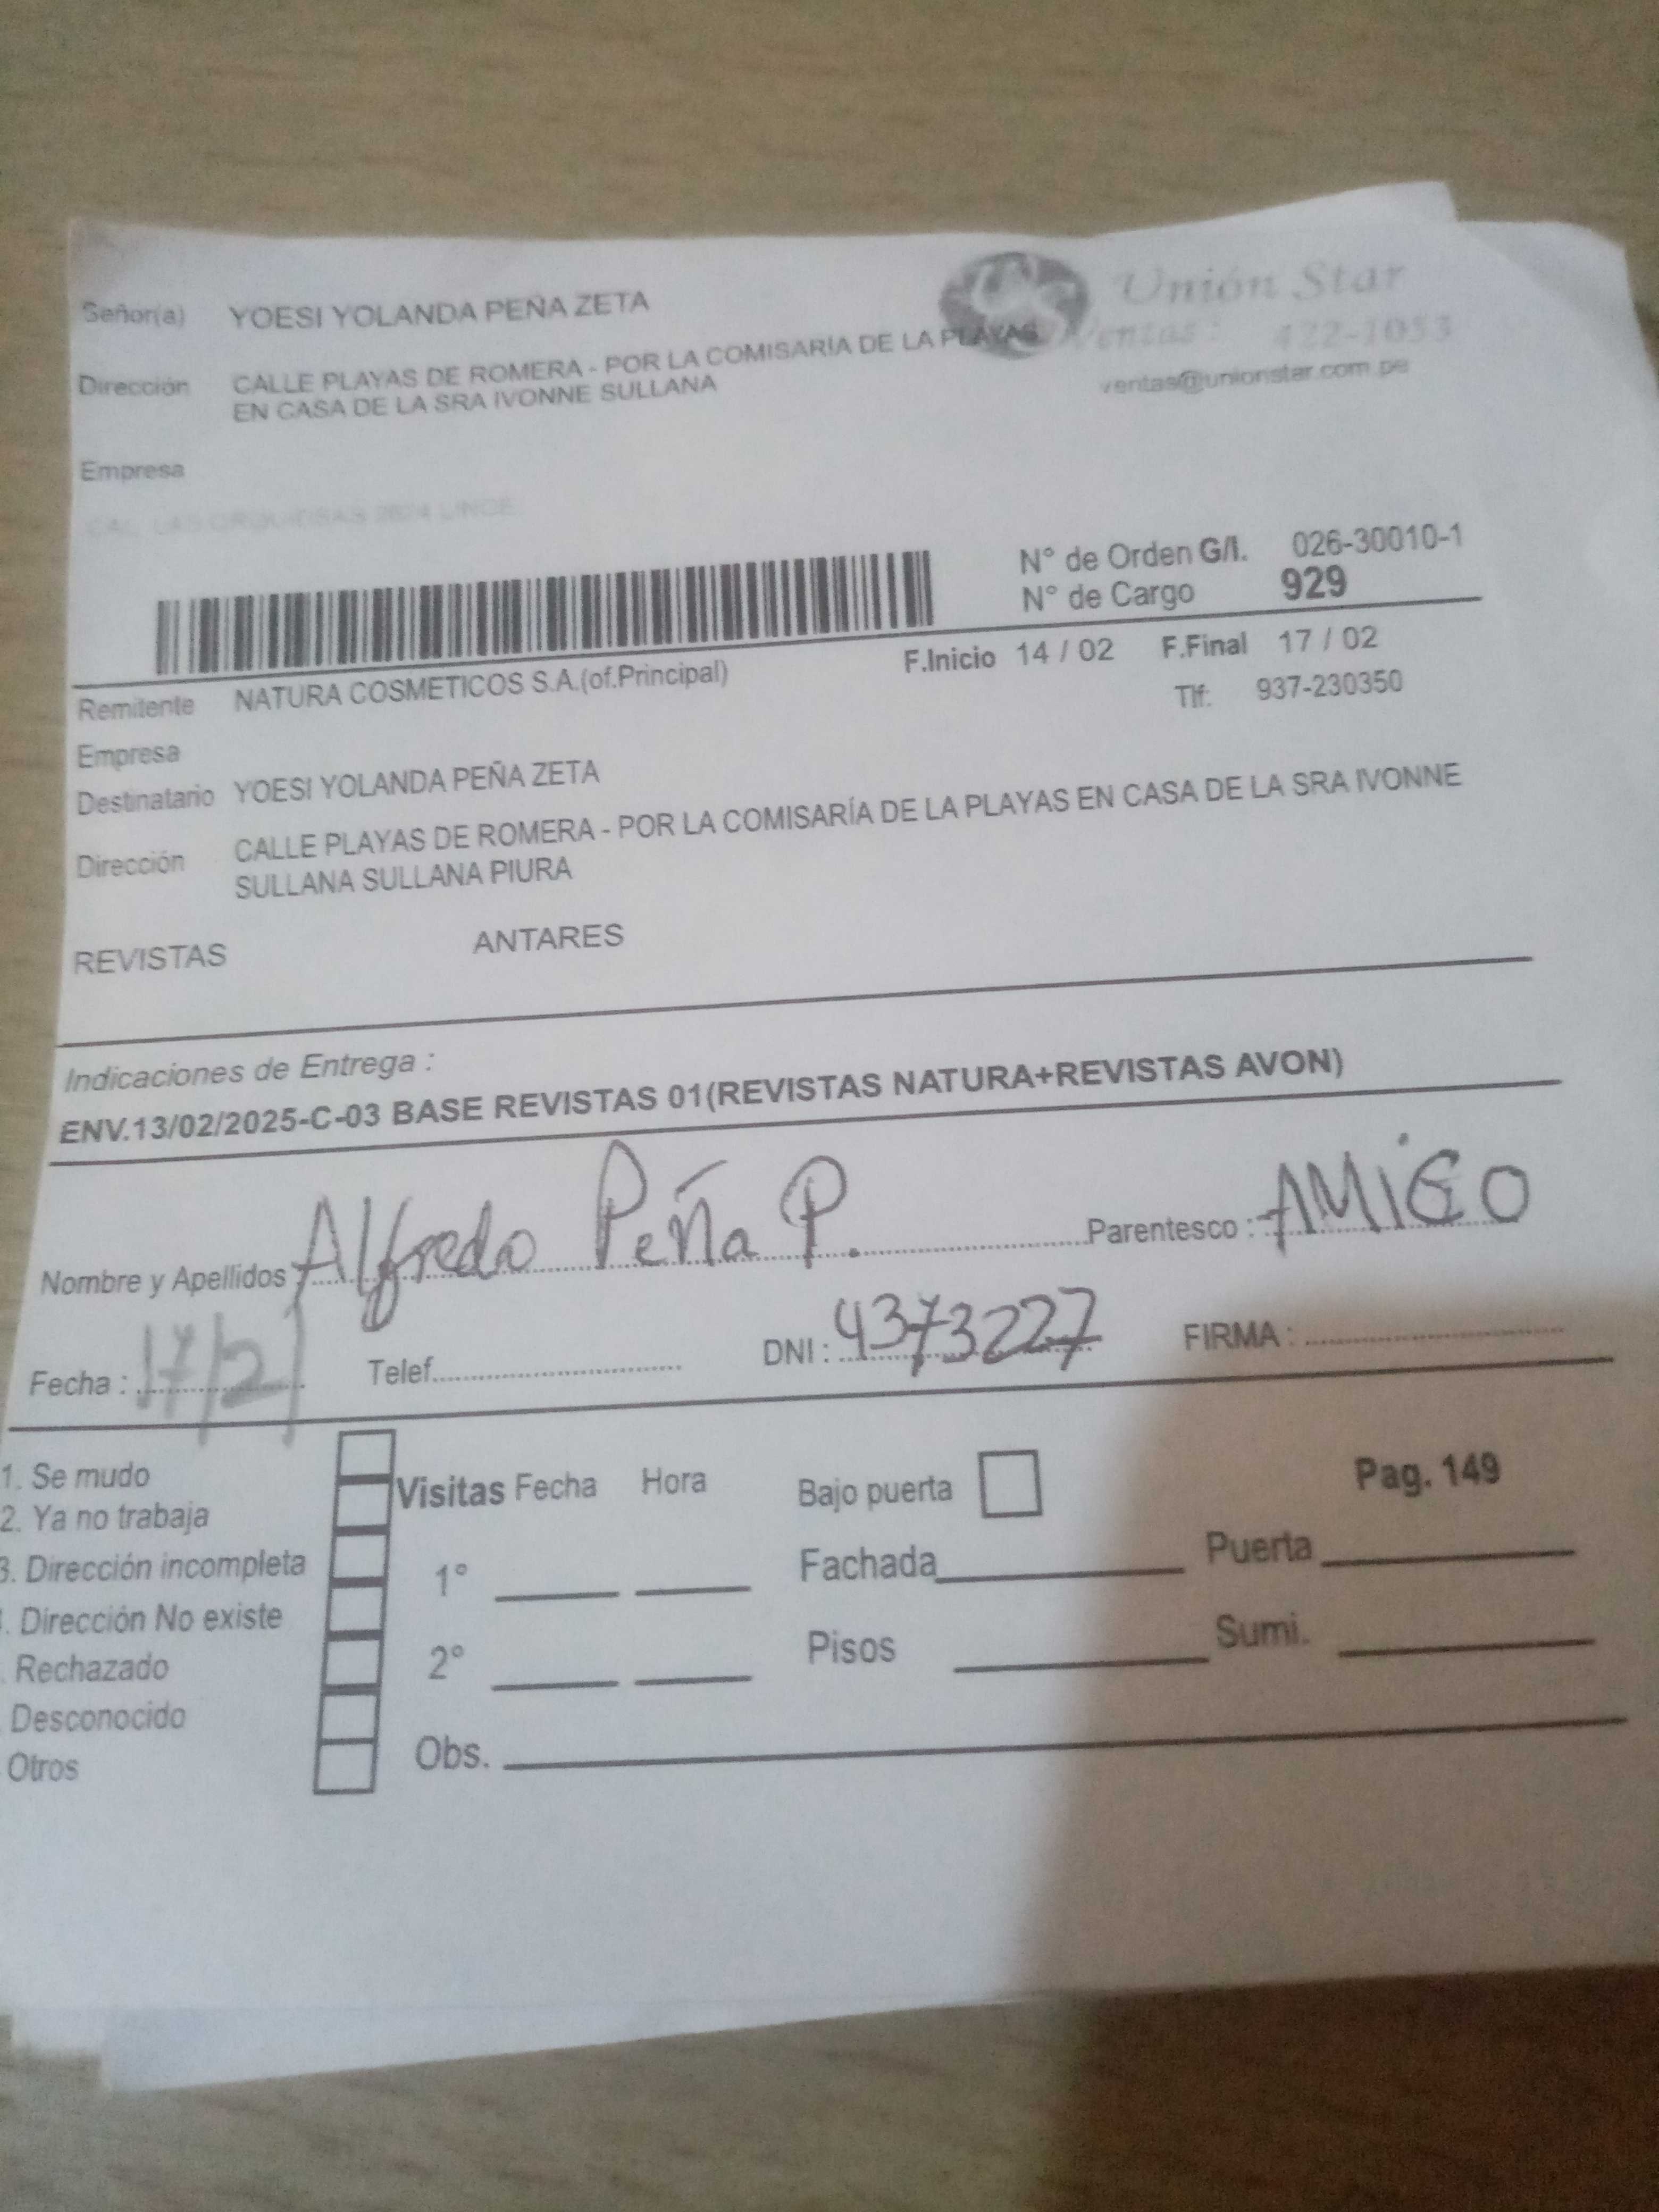 Señor(a) YOESI YOLANDA PEÑA ZETA
Unión Star
Ventas: 422-1053
ventas@unionstar.com.pe
Dirección CALLE PLAYAS DE ROMERA - POR LA COMISARÍA DE LA PLAYAS
EN CASA DE LA SRA IVONNE SULLANA
Empresa
N° de Orden G/I. 026-30010-1
N° de Cargo 929
F.Inicio 14 / 02 F.Final 17 / 02
Remitente NATURA COSMETICOS S.A.(of.Principal)
Tlf: 937-230350
Empresa
Destinatario YOESI YOLANDA PEÑA ZETA
Dirección CALLE PLAYAS DE ROMERA - POR LA COMISARÍA DE LA PLAYAS EN CASA DE LA SRA IVONNE
SULLANA SULLANA PIURA
REVISTAS ANTARES
Indicaciones de Entrega :
ENV.13/02/2025-C-03 BASE REVISTAS 01(REVISTAS NATURA+REVISTAS AVON)
Nombre y Apellidos : Alfredo Peña P. Parentesco : AMiGO
Fecha : 17/2/ Telef. DNI : 4373227 FIRMA :
1. Se mudo
2. Ya no trabaja
3. Dirección incompleta
. Dirección No existe
. Rechazado
. Desconocido
Otros
Visitas Fecha Hora
1°
2°
Obs.
Bajo puerta
Fachada
Pisos
Pag. 149
Puerta
Sumi.